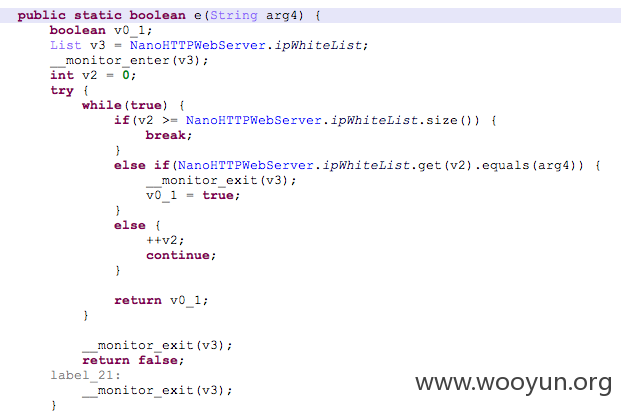 public static boolean e(String arg4) {
    boolean v0_1;
    List v3 = NanoHTTPWebServer.ipWhiteList;
    __monitor_enter(v3);
    int v2 = 0;
    try {
        while(true) {
            if(v2 >= NanoHTTPWebServer.ipWhiteList.size()) {
                break;
            }
            else if(NanoHTTPWebServer.ipWhiteList.get(v2).equals(arg4)) {
                __monitor_exit(v3);
                v0_1 = true;
            }
            else {
                ++v2;
                continue;
            }

            return v0_1;
        }

        __monitor_exit(v3);
        return false;
    label_21:
        __monitor_exit(v3);
    }
www.wooyun.org